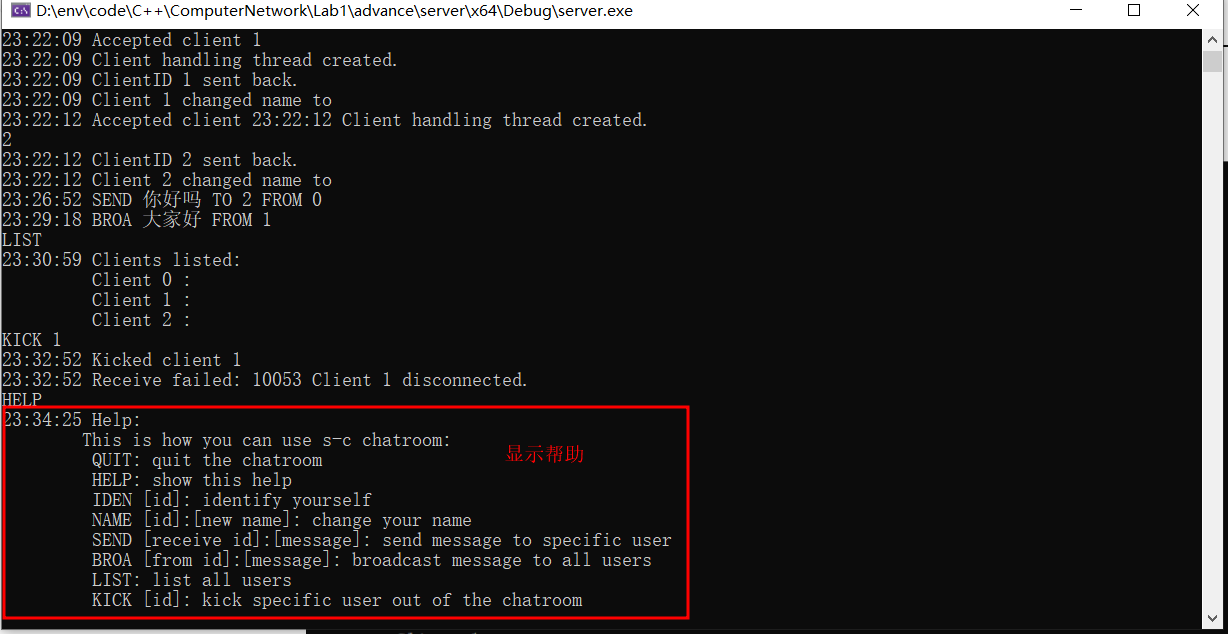 D:\env\code\C++\ComputerNetwork\Lab1\advance\server\x64\Debug\server.exe
23:22:09 Accepted client 1
23:22:09 Client handling thread created.
23:22:09 ClientID 1 sent back.
23:22:09 Client 1 changed name to
23:22:12 Accepted client 23:22:12 Client handling thread created.
2
23:22:12 ClientID 2 sent back.
23:22:12 Client 2 changed name to
23:26:52 SEND 你好吗 TO 2 FROM 0
23:29:18 BROA 大家好 FROM 1
LIST
23:30:59 Clients listed:
Client 0 :
Client 1 :
Client 2 :
KICK 1
23:32:52 Kicked client 1
23:32:52 Receive failed: 10053 Client 1 disconnected.
HELP
23:34:25 Help:
This is how you can use s-c chatroom:
显示帮助
QUIT: quit the chatroom
HELP: show this help
IDEN [id]: identify yourself
NAME [id]:[new name]: change your name
SEND [receive id]:[message]: send message to specific user
BROA [from id]:[message]: broadcast message to all users
LIST: list all users
KICK [id]: kick specific user out of the chatroom